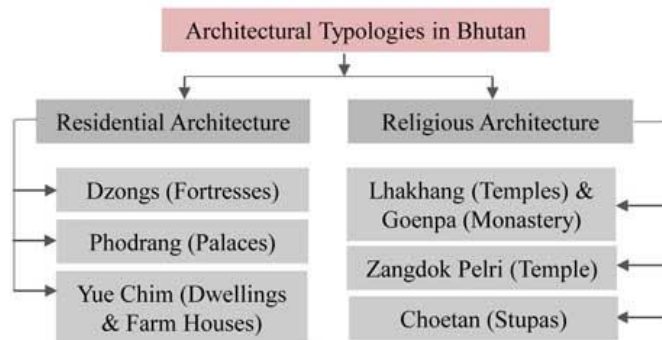 Architectural Typologies in Bhutan
Residential Architecture
Dzongs (Fortresses)
Phodrang (Palaces)
Yue Chim (Dwellings
& Farm Houses)
Religious Architecture
Lhakhang (Temples) &
Goenpa (Monastery)
Zangdok Pelri (Temple)
Choetan (Stupas)